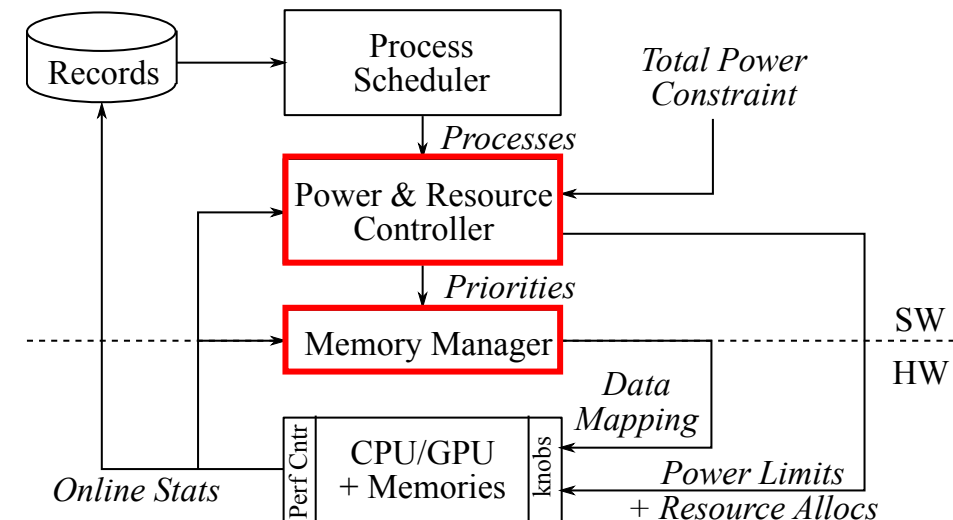 Records
Process
Scheduler
Total Power
Constraint
Processes
Power & Resource
Controller
Priorities
SW
Memory Manager
HW
Data
Mapping
Perf Cntr
CPU/GPU
+ Memories
knobs
Online Stats
Power Limits
+ Resource Allocs